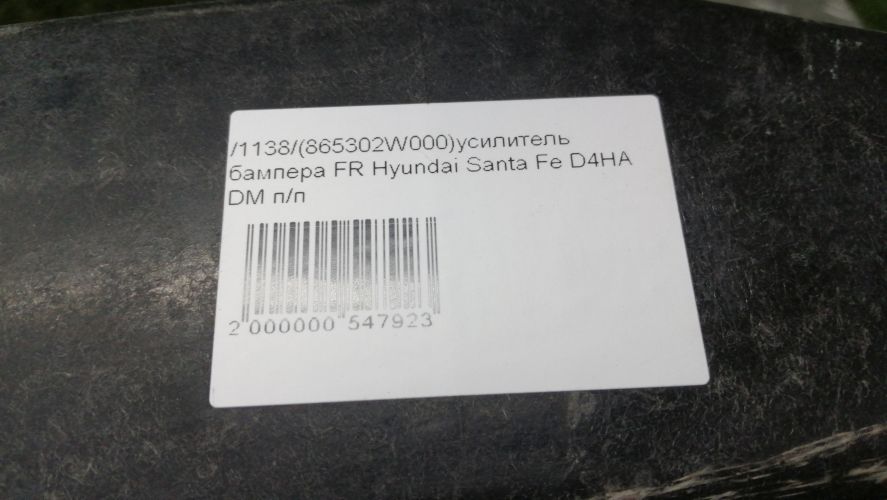 /1138/(865302W000)усилитель
бампера FR Hyundai Santa Fe D4HA
DM п/п
2 000000 547923